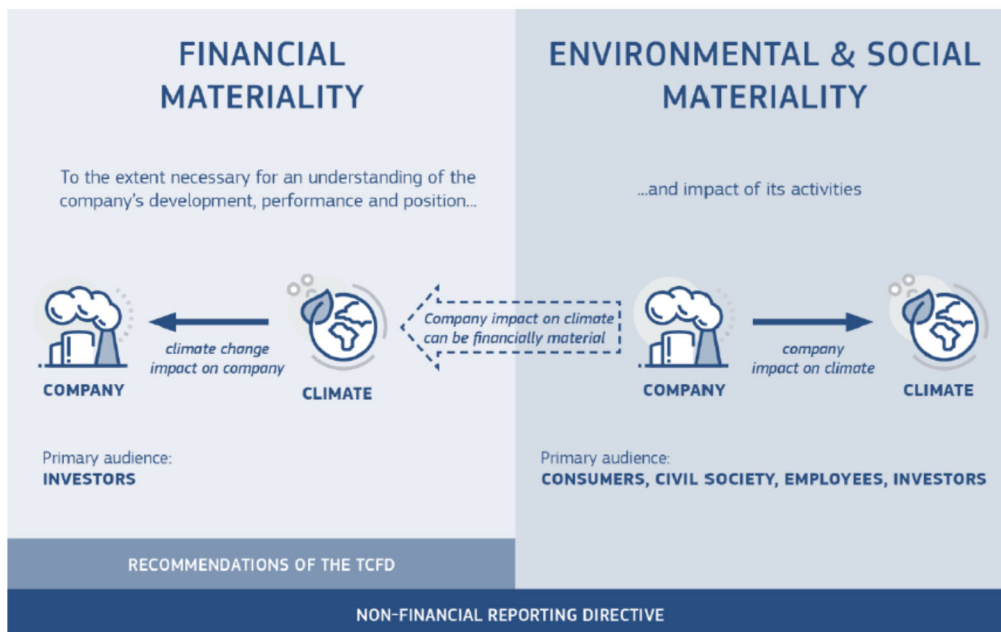 FINANCIAL
MATERIALITY
To the extent necessary for an understanding of the
company's development, performance and position...
COMPANY
climate change
impact on company
CLIMATE
Primary audience:
INVESTORS
RECOMMENDATIONS OF THE TCFD
Company impact on climate
can be financially material
ENVIRONMENTAL & SOCIAL
MATERIALITY
...and impact of its activities
COMPANY
company
impact on climate
CLIMATE
Primary audience:
CONSUMERS, CIVIL SOCIETY, EMPLOYEES, INVESTORS
NON-FINANCIAL REPORTING DIRECTIVE